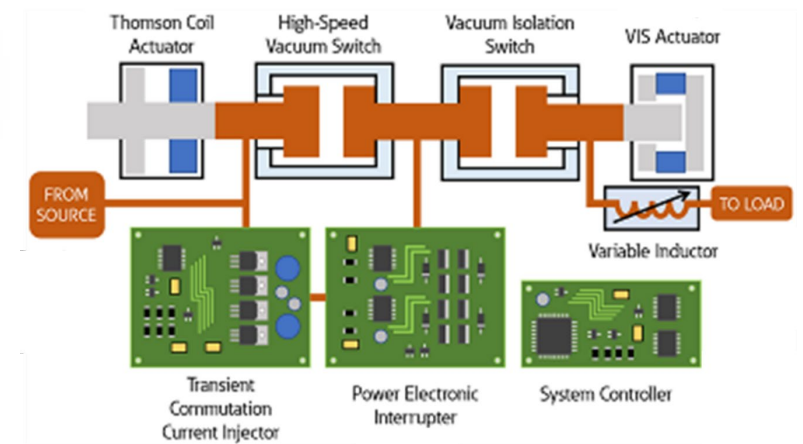 Thomson Coil
Actuator
High-Speed
Vacuum Switch
Vacuum Isolation
Switch
VIS Actuator
FROM
SOURCE
TO LOAD
Variable Inductor
Transient
Commutation
Current Injector
Power Electronic
Interrupter
System Controller